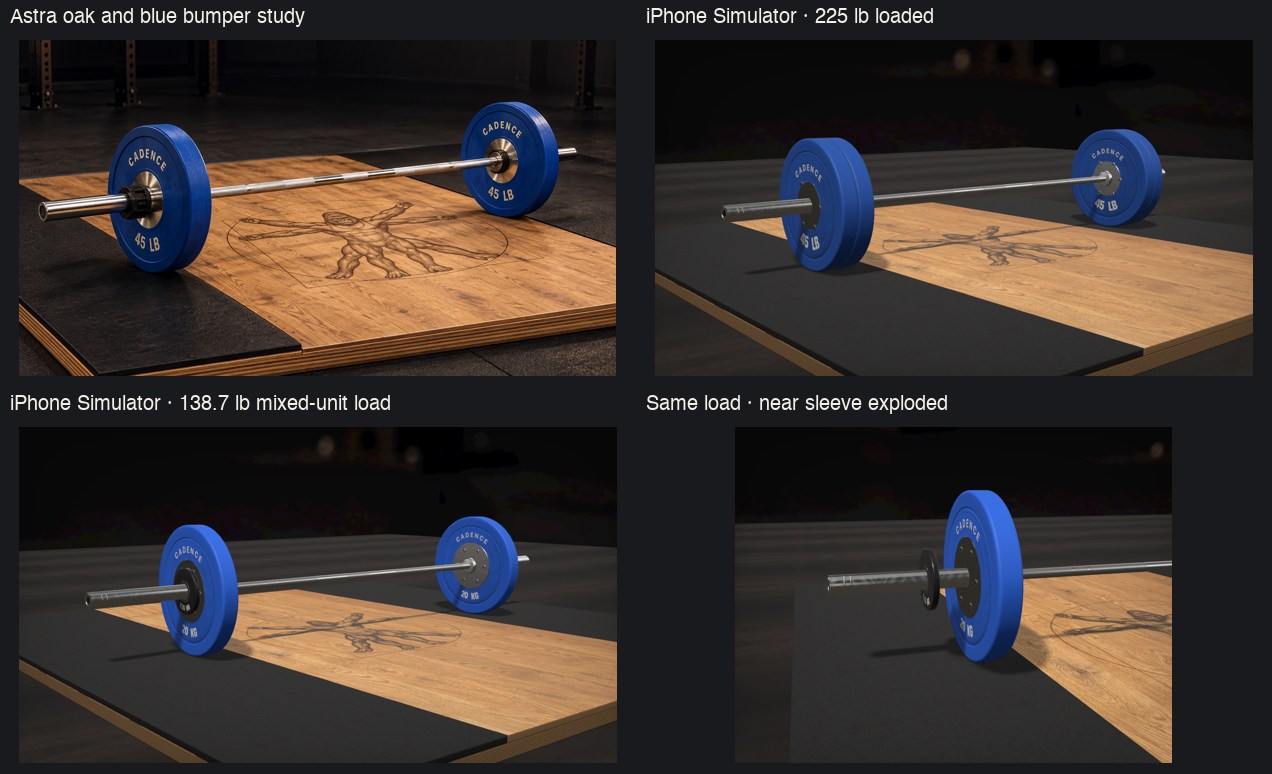 Astra oak and blue bumper study
iPhone Simulator · 225 lb loaded
CADENCE
45 LB
CADENCE
45 LB
CADENCE
45 LB
CADENCE
45 LB
iPhone Simulator · 138.7 lb mixed-unit load
Same load · near sleeve exploded
CADENCE
20 KG
CADENCE
20 KG
CADENCE
20 KG